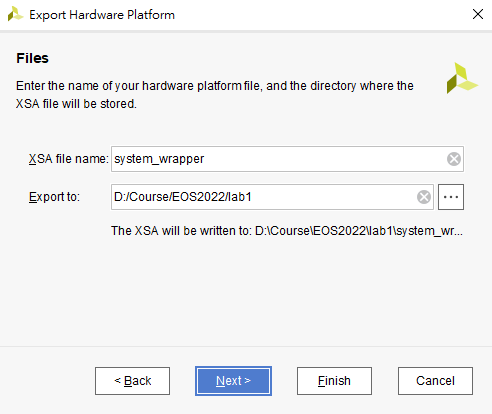 Export Hardware Platform
Files
Enter the name of your hardware platform file, and the directory where the
XSA file will be stored.
XSA file name: system_wrapper
Export to: D:/Course/EOS2022/lab1
The XSA will be written to: D:\Course\EOS2022\lab1\system_wr...
< Back Next > Finish Cancel